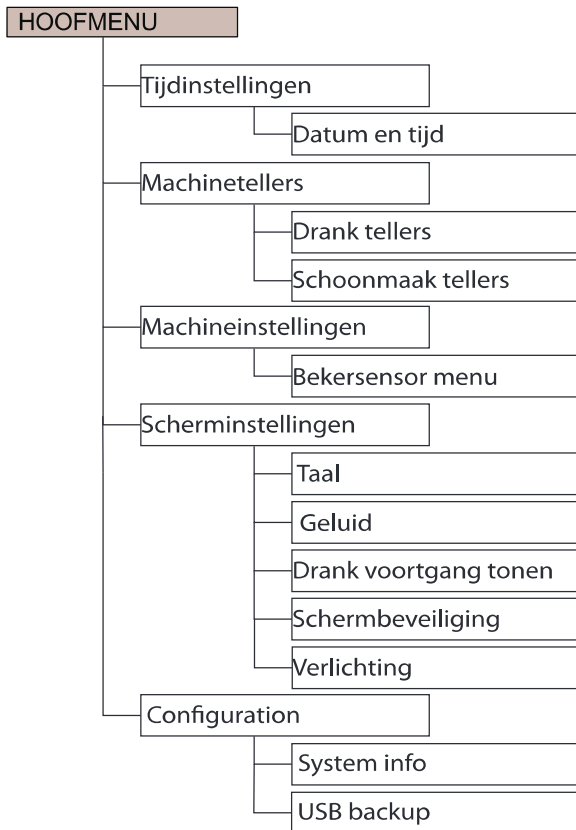 HOOFMENU
Tijdinstellingen
Datum en tijd
Machinetellers
Drank tellers
Schoonmaak tellers
Machineinstellingen
Bekersensor menu
Scherminstellingen
Taal
Geluid
Drank voortgang tonen
Schermbeveiliging
Verlichting
Configuration
System info
USB backup